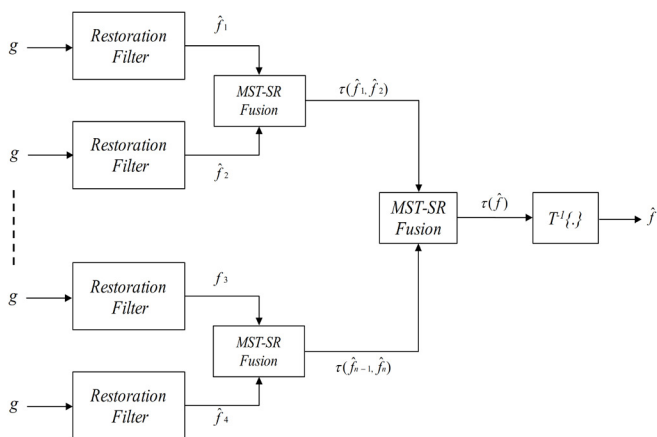 g
Restoration
Filter
f̂1
MST-SR
Fusion
τ(f̂1, f̂2)
g
Restoration
Filter
f̂2
MST-SR
Fusion
τ(f̂)
T-1{.}
f̂
g
Restoration
Filter
f3
MST-SR
Fusion
τ(f̂n−1, f̂n)
g
Restoration
Filter
f̂4